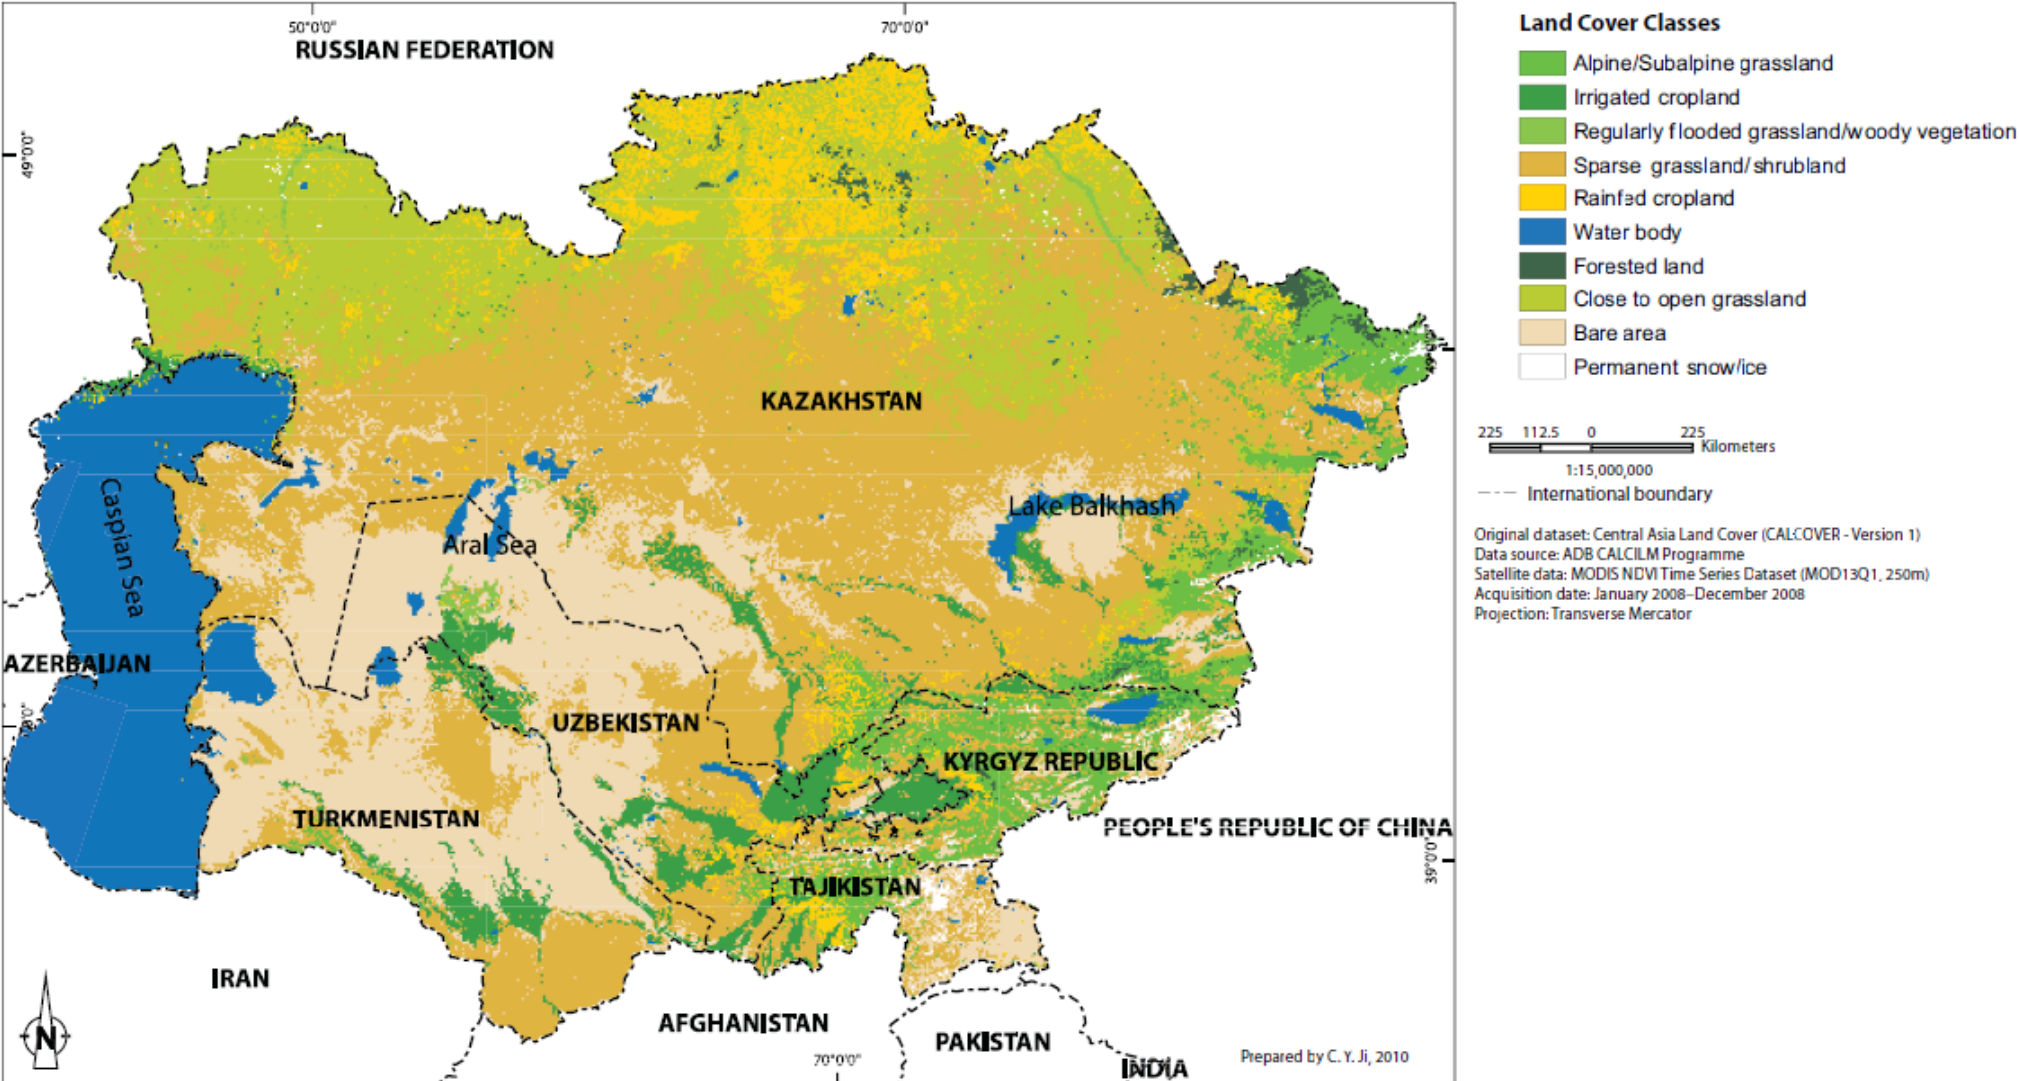 50°0'0"
70°0'0"
RUSSIAN FEDERATION
49°0'0"
KAZAKHSTAN
Lake Balkhash
Aral Sea
Caspian Sea
AZERBAIJAN
UZBEKISTAN
KYRGYZ REPUBLIC
TURKMENISTAN
PEOPLE'S REPUBLIC OF CHINA
39°0'0"
TAJIKISTAN
IRAN
AFGHANISTAN
PAKISTAN
INDIA
70°0'0"
N
Prepared by C. Y. Ji, 2010
Land Cover Classes
Alpine/Subalpine grassland
Irrigated cropland
Regularly flooded grassland/woody vegetation
Sparse grassland/shrubland
Rainfed cropland
Water body
Forested land
Close to open grassland
Bare area
Permanent snow/ice
225 112.5 0 225 Kilometers
1:15,000,000
International boundary
Original dataset: Central Asia Land Cover (CALCOVER - Version 1)
Data source: ADB CALCILM Programme
Satellite data: MODIS NDVI Time Series Dataset (MOD13Q1, 250m)
Acquisition date: January 2008–December 2008
Projection: Transverse Mercator